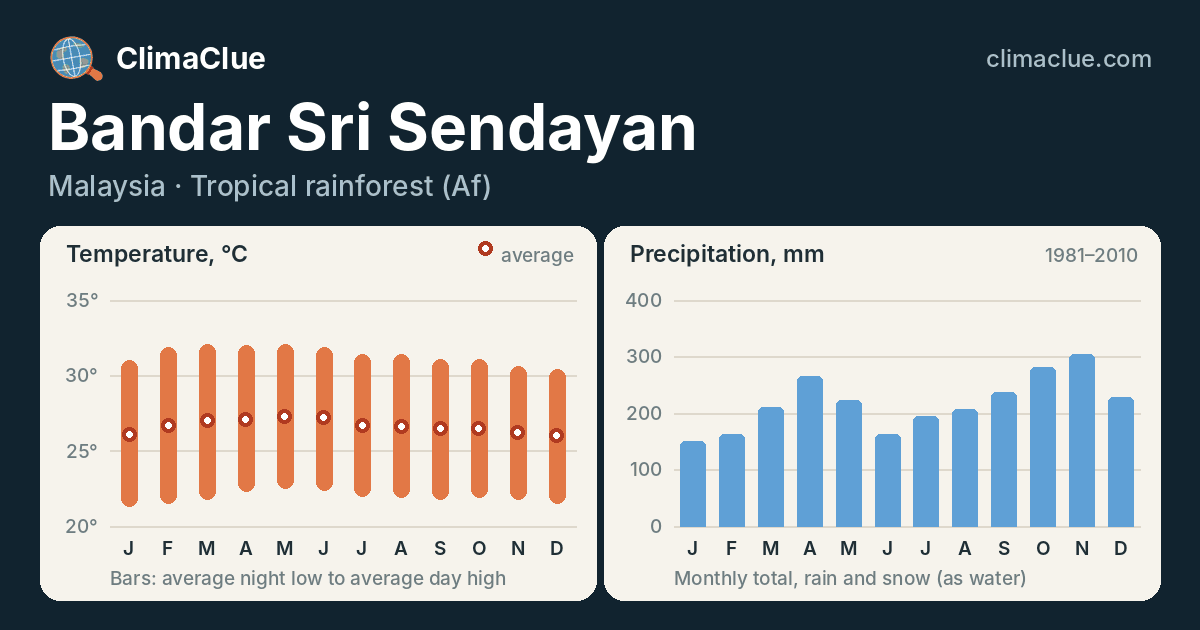 ClimaClue
climaclue.com
Bandar Sri Sendayan
Malaysia · Tropical rainforest (Af)
Temperature, °C
average
35°
30°
25°
20°
J F M A M J J A S O N D
Bars: average night low to average day high
Precipitation, mm
1981–2010
400
300
200
100
0
J F M A M J J A S O N D
Monthly total, rain and snow (as water)